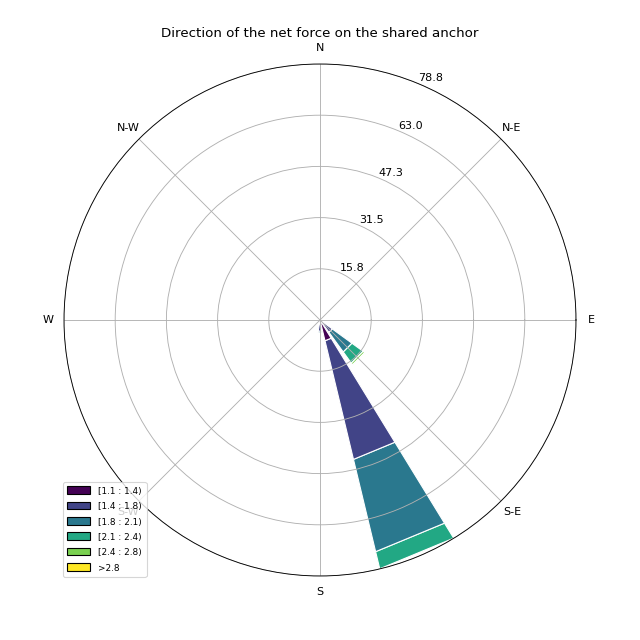 Direction of the net force on the shared anchor
N
78.8
N-W
63.0
N-E
47.3
31.5
15.8
W
E
[1.1 : 1.4)
[1.4 : 1.8)
S-W
S-E
[1.8 : 2.1)
[2.1 : 2.4)
[2.4 : 2.8)
>2.8
S